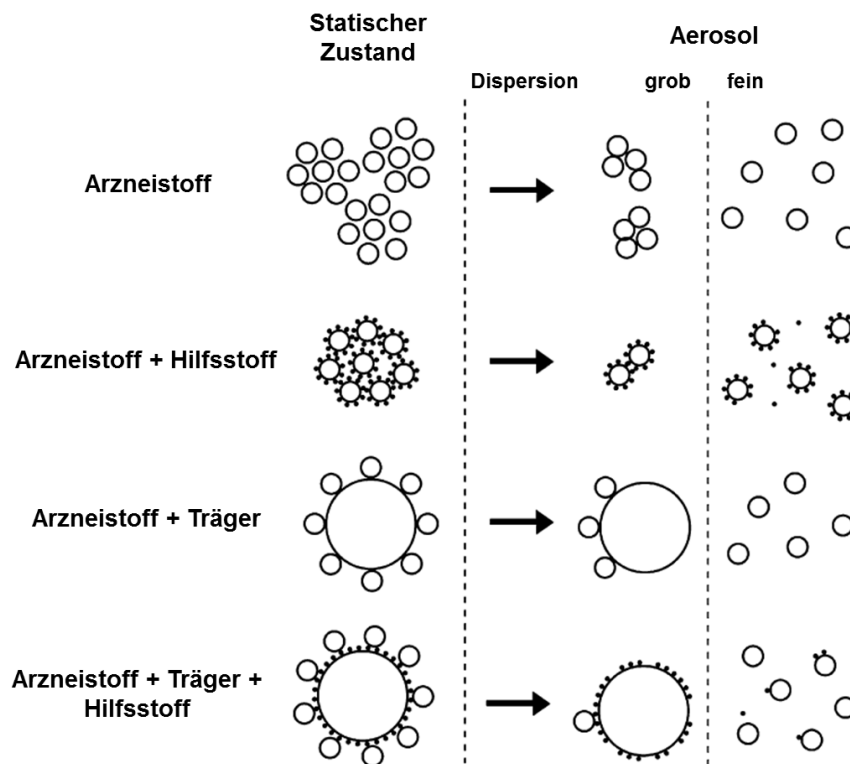 Statischer
Zustand
Aerosol
Dispersion
grob
fein
Arzneistoff
Arzneistoff + Hilfsstoff
Arzneistoff + Träger
Arzneistoff + Träger +
Hilfsstoff